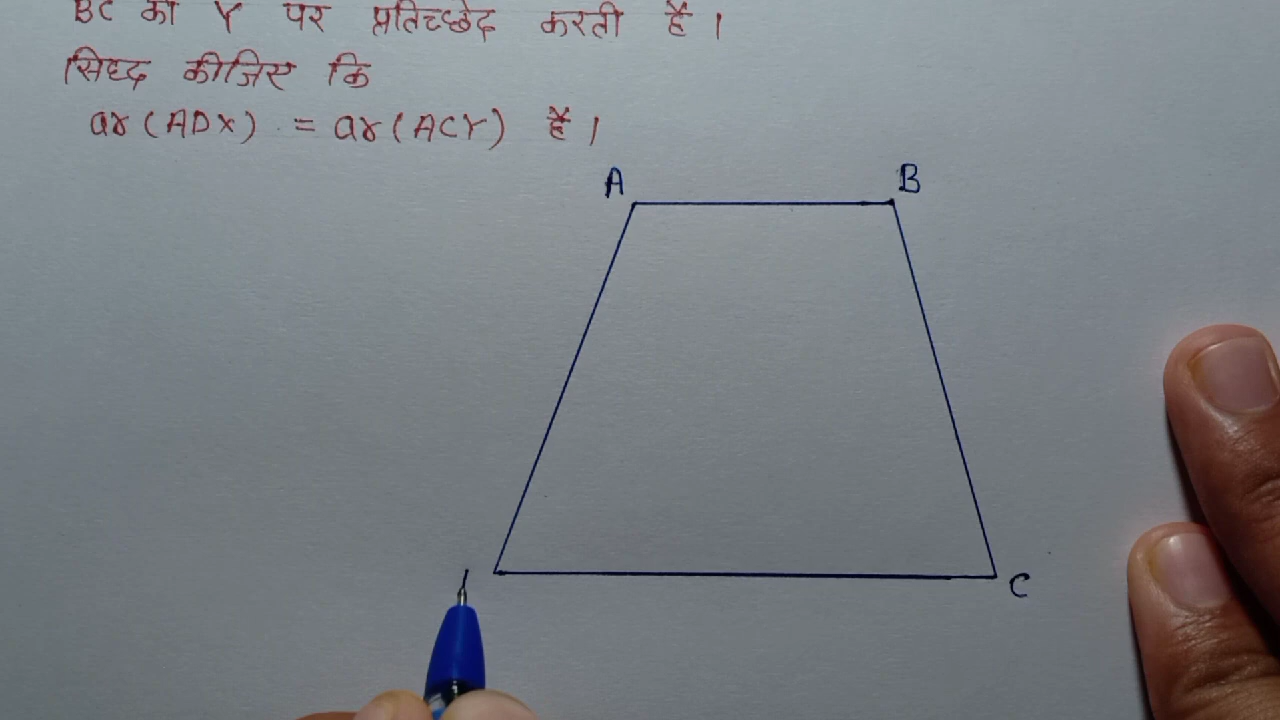 BC को Y पर प्रतिच्छेद करती है।
सिध्द कीजिए कि
ar(ADX) = ar(ACY) है।
A
B
C